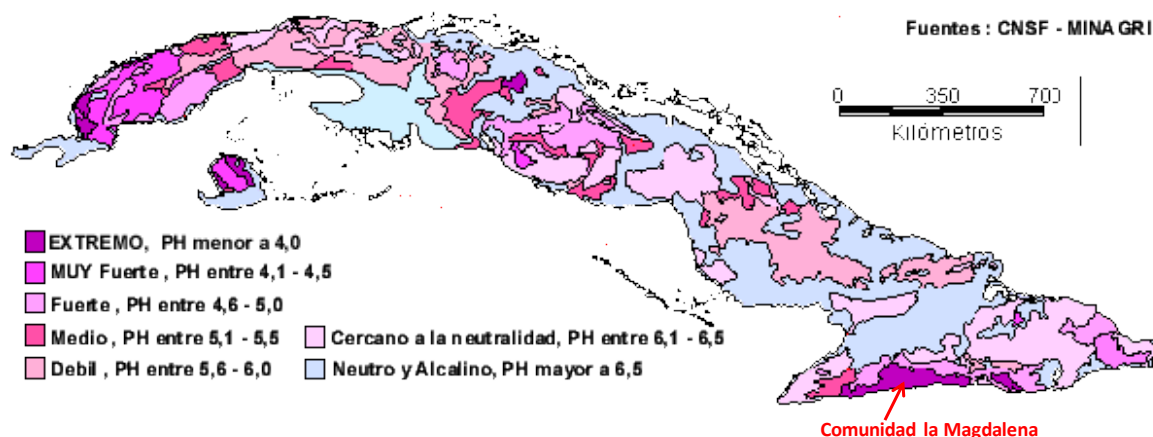 Fuentes : CNSF - MINAGRI
0 350 700
Kilómetros
EXTREMO, PH menor a 4,0
MUY Fuerte , PH entre 4,1 - 4,5
Fuerte , PH entre 4,6 - 5,0
Medio , PH entre 5,1 - 5,5
Debil , PH entre 5,6 - 6,0
Cercano a la neutralidad, PH entre 6,1 - 6,5
Neutro y Alcalino, PH mayor a 6,5
Comunidad la Magdalena